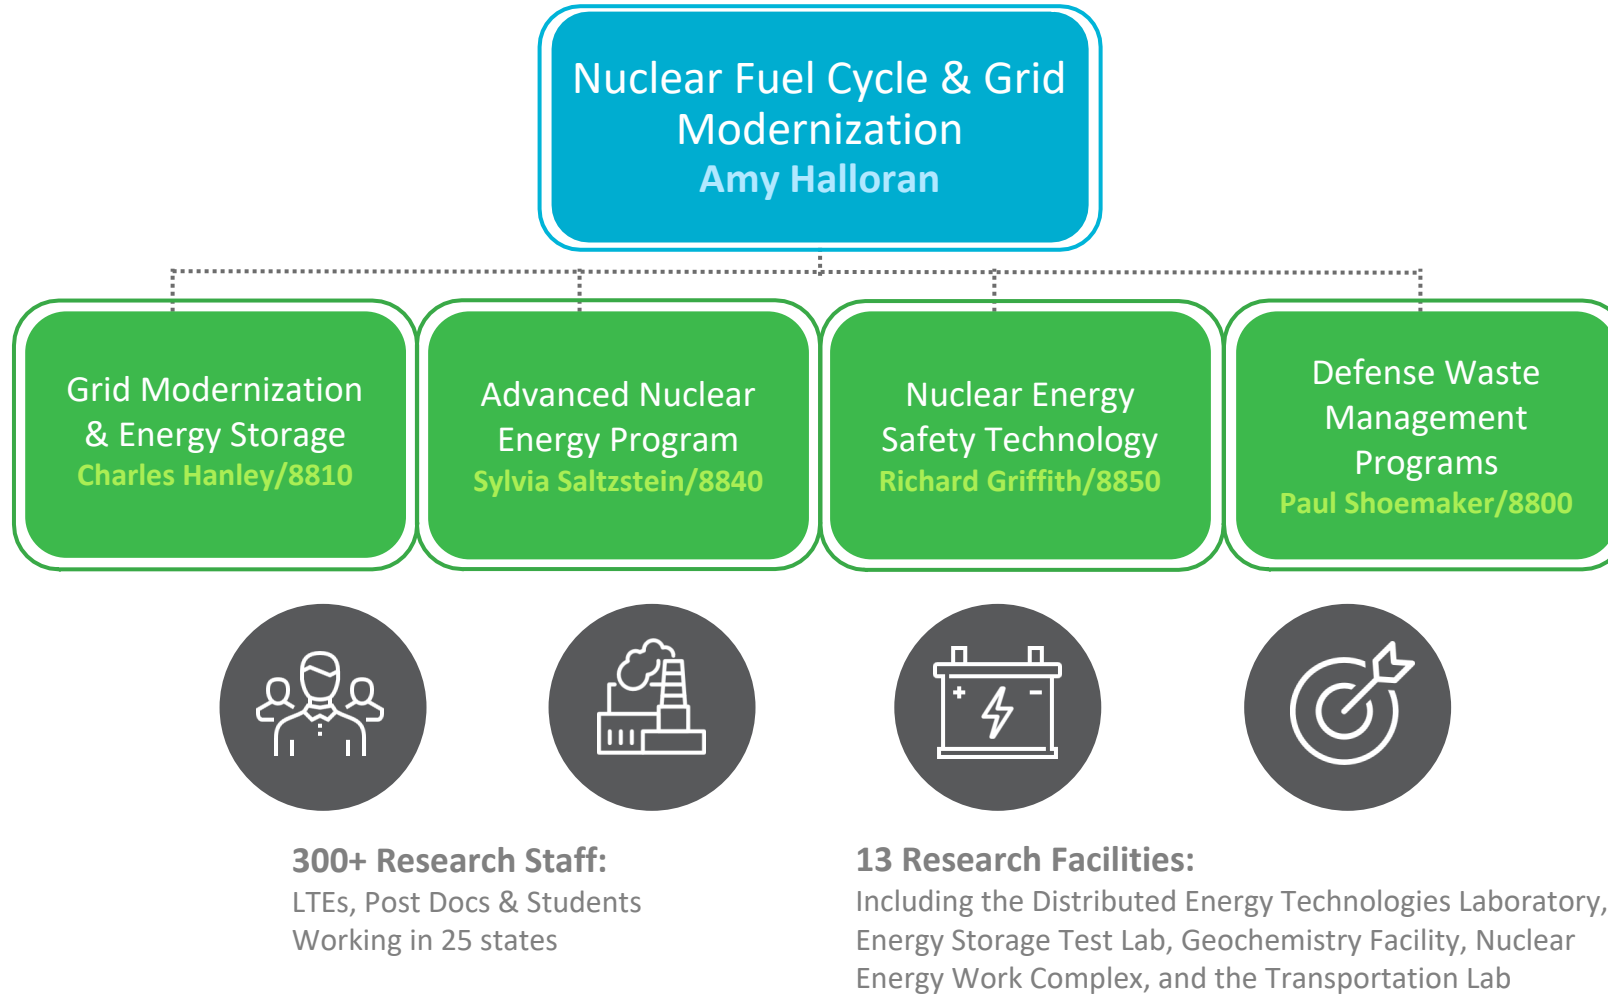 Nuclear Fuel Cycle & Grid
Modernization
Amy Halloran
Grid Modernization
& Energy Storage
Charles Hanley/8810
Advanced Nuclear
Energy Program
Sylvia Saltzstein/8840
Nuclear Energy
Safety Technology
Richard Griffith/8850
Defense Waste
Management
Programs
Paul Shoemaker/8800
300+ Research Staff:
LTEs, Post Docs & Students
Working in 25 states
13 Research Facilities:
Including the Distributed Energy Technologies Laboratory,
Energy Storage Test Lab, Geochemistry Facility, Nuclear
Energy Work Complex, and the Transportation Lab